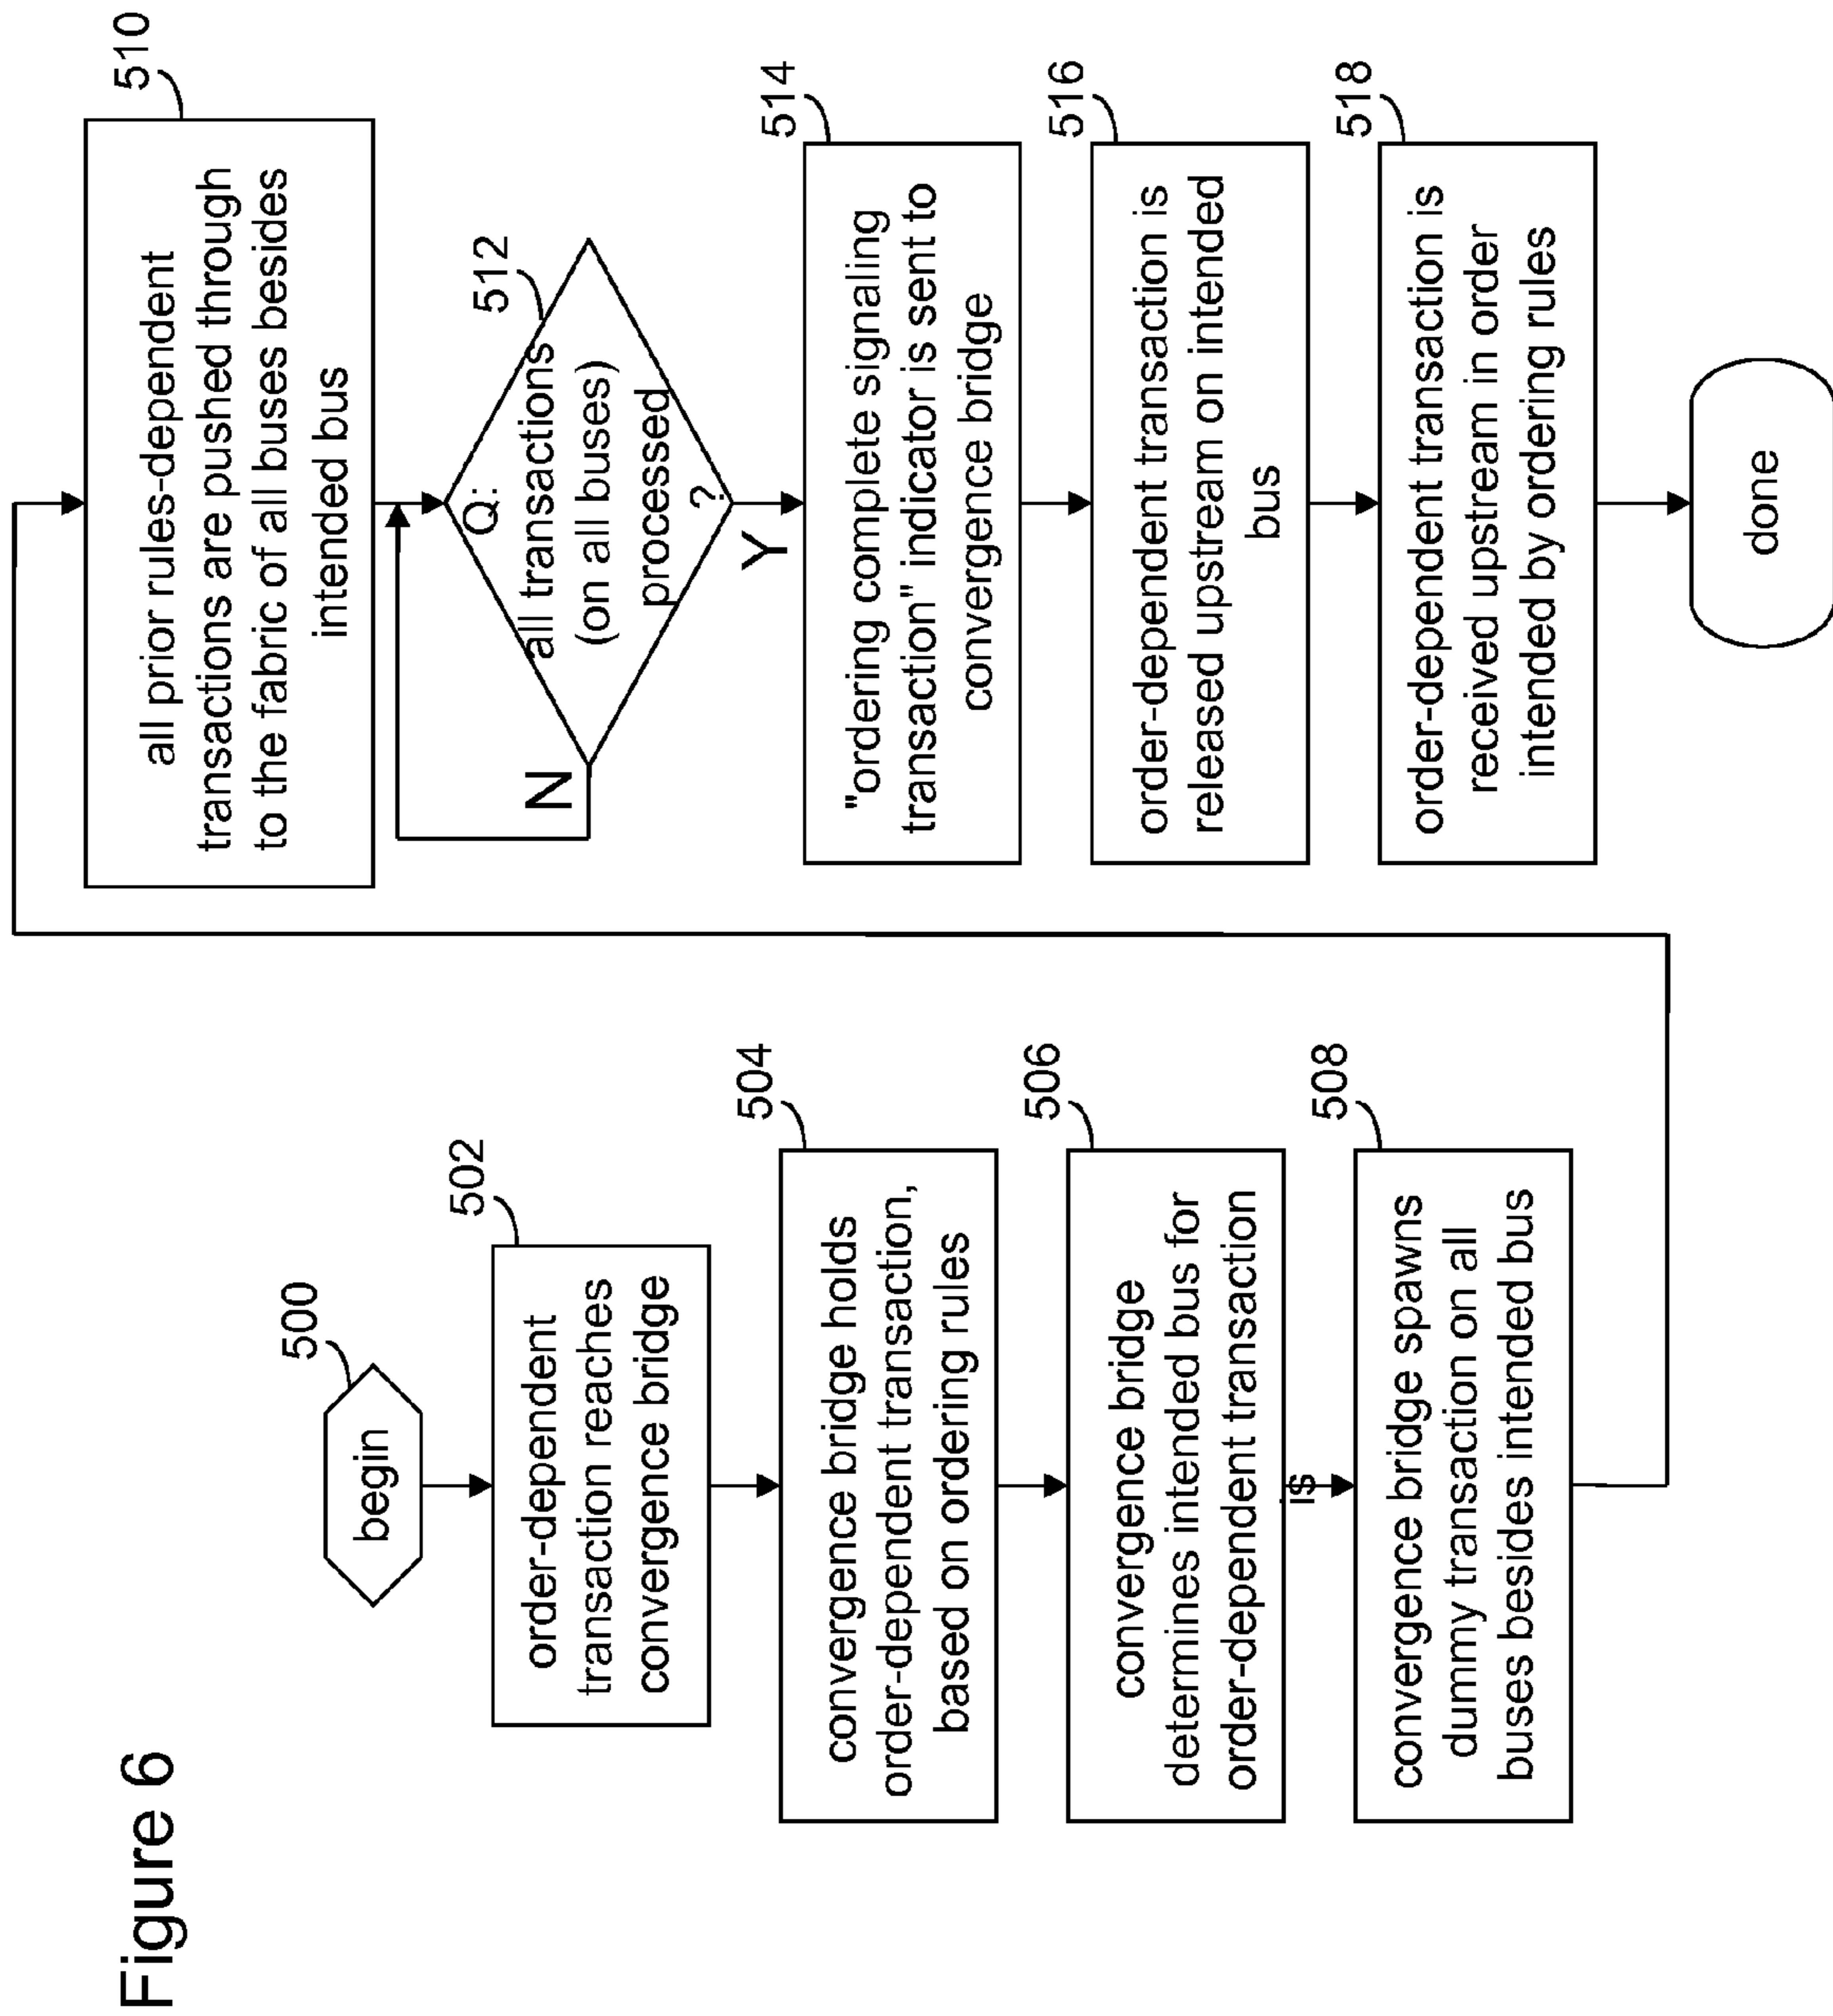 Figure 6
500
begin
502
order-dependent
transaction reaches
convergence bridge
504
convergence bridge holds
order-dependent transaction,
based on ordering rules
506
convergence bridge
determines intended bus for
order-dependent transaction
is
508
convergence bridge spawns
dummy transaction on all
buses besides intended bus
510
all prior rules-dependent
transactions are pushed through
to the fabric of all buses besides
intended bus
512
Q:
all transactions
(on all buses)
processed
?
N
Y
514
"ordering complete signaling
transaction" indicator is sent to
convergence bridge
516
order-dependent transaction is
released upstream on intended
bus
518
order-dependent transaction is
received upstream in order
intended by ordering rules
done